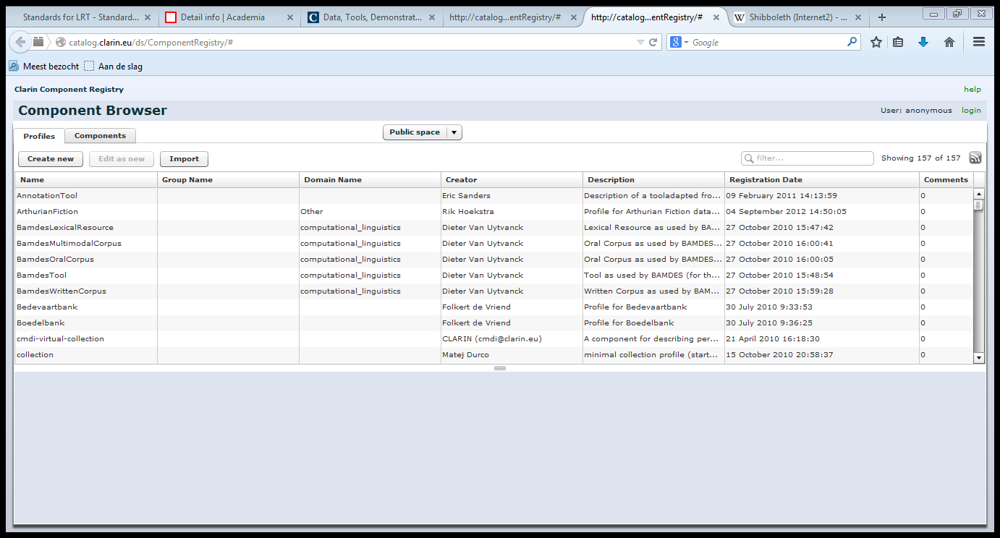 Standards for LRT - Standard... Detail info | Academia Data, Tools, Demonstrat... http://catalog...entRegistry/# http://catalog...entRegistry/# W Shibboleth (Internet2) - ...
catalog.clarin.eu/ds/ComponentRegistry/# 8 Google
Meest bezocht Aan de slag
Clarin Component Registry help
Component Browser User: anonymous login
Profiles Components Public space
Create new Edit as new Import filter... Showing 157 of 157
Name Group Name Domain Name Creator Description Registration Date Comments
AnnotationTool Eric Sanders Description of a tooladapted fro... 09 February 2011 14:13:59 0
ArthurianFiction Other Rik Hoekstra Profile for Arthurian Fiction data... 04 September 2012 14:50:05 0
BamdesLexicalResource computational_linguistics Dieter Van Uytvanck Lexical Resource as used by BA... 27 October 2010 15:47:42 0
BamdesMultimodalCorpus computational_linguistics Dieter Van Uytvanck Oral Corpus as used by BAMDES... 27 October 2010 16:00:41 0
BamdesOralCorpus computational_linguistics Dieter Van Uytvanck Oral Corpus as used by BAMDES... 27 October 2010 16:00:05 0
BamdesTool computational_linguistics Dieter Van Uytvanck Tool as used by BAMDES (for th... 27 October 2010 15:48:54 0
BamdesWrittenCorpus computational_linguistics Dieter Van Uytvanck Written Corpus as used by BAM... 27 October 2010 15:59:28 0
Bedevaartbank Folkert de Vriend Profile for Bedevaartbank 30 July 2010 9:33:53 0
Boedelbank Folkert de Vriend Profile for Boedelbank 30 July 2010 9:36:25 0
cmdi-virtual-collection CLARIN (cmdi@clarin.eu) A component for describing per... 21 April 2010 16:18:30 0
collection Matej Durco minimal collection profile (start... 15 October 2010 20:58:37 0